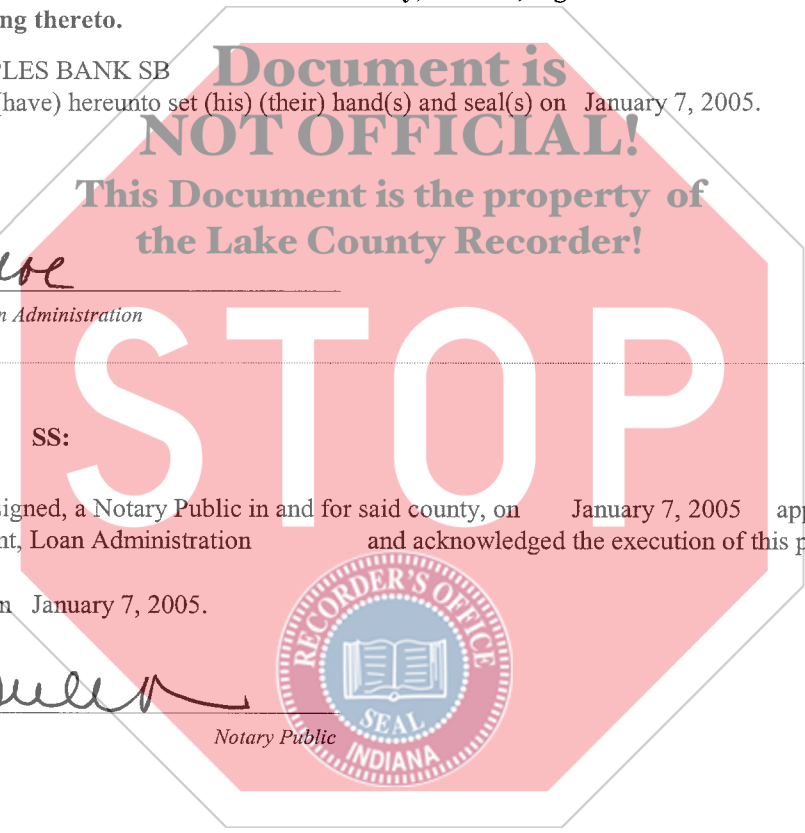 ng thereto.
PLES BANK SB
Document is
(have) hereunto set (his) (their) hand(s) and seal(s) on January 7, 2005.
NOT OFFICIAL!
This Document is the property of
the Lake County Recorder!
n Administration
STOP
SS:
igned, a Notary Public in and for said county, on January 7, 2005 app
nt, Loan Administration and acknowledged the execution of this p
n January 7, 2005.
RECORDER'S OFFICE
SEAL
INDIANA
Notary Public